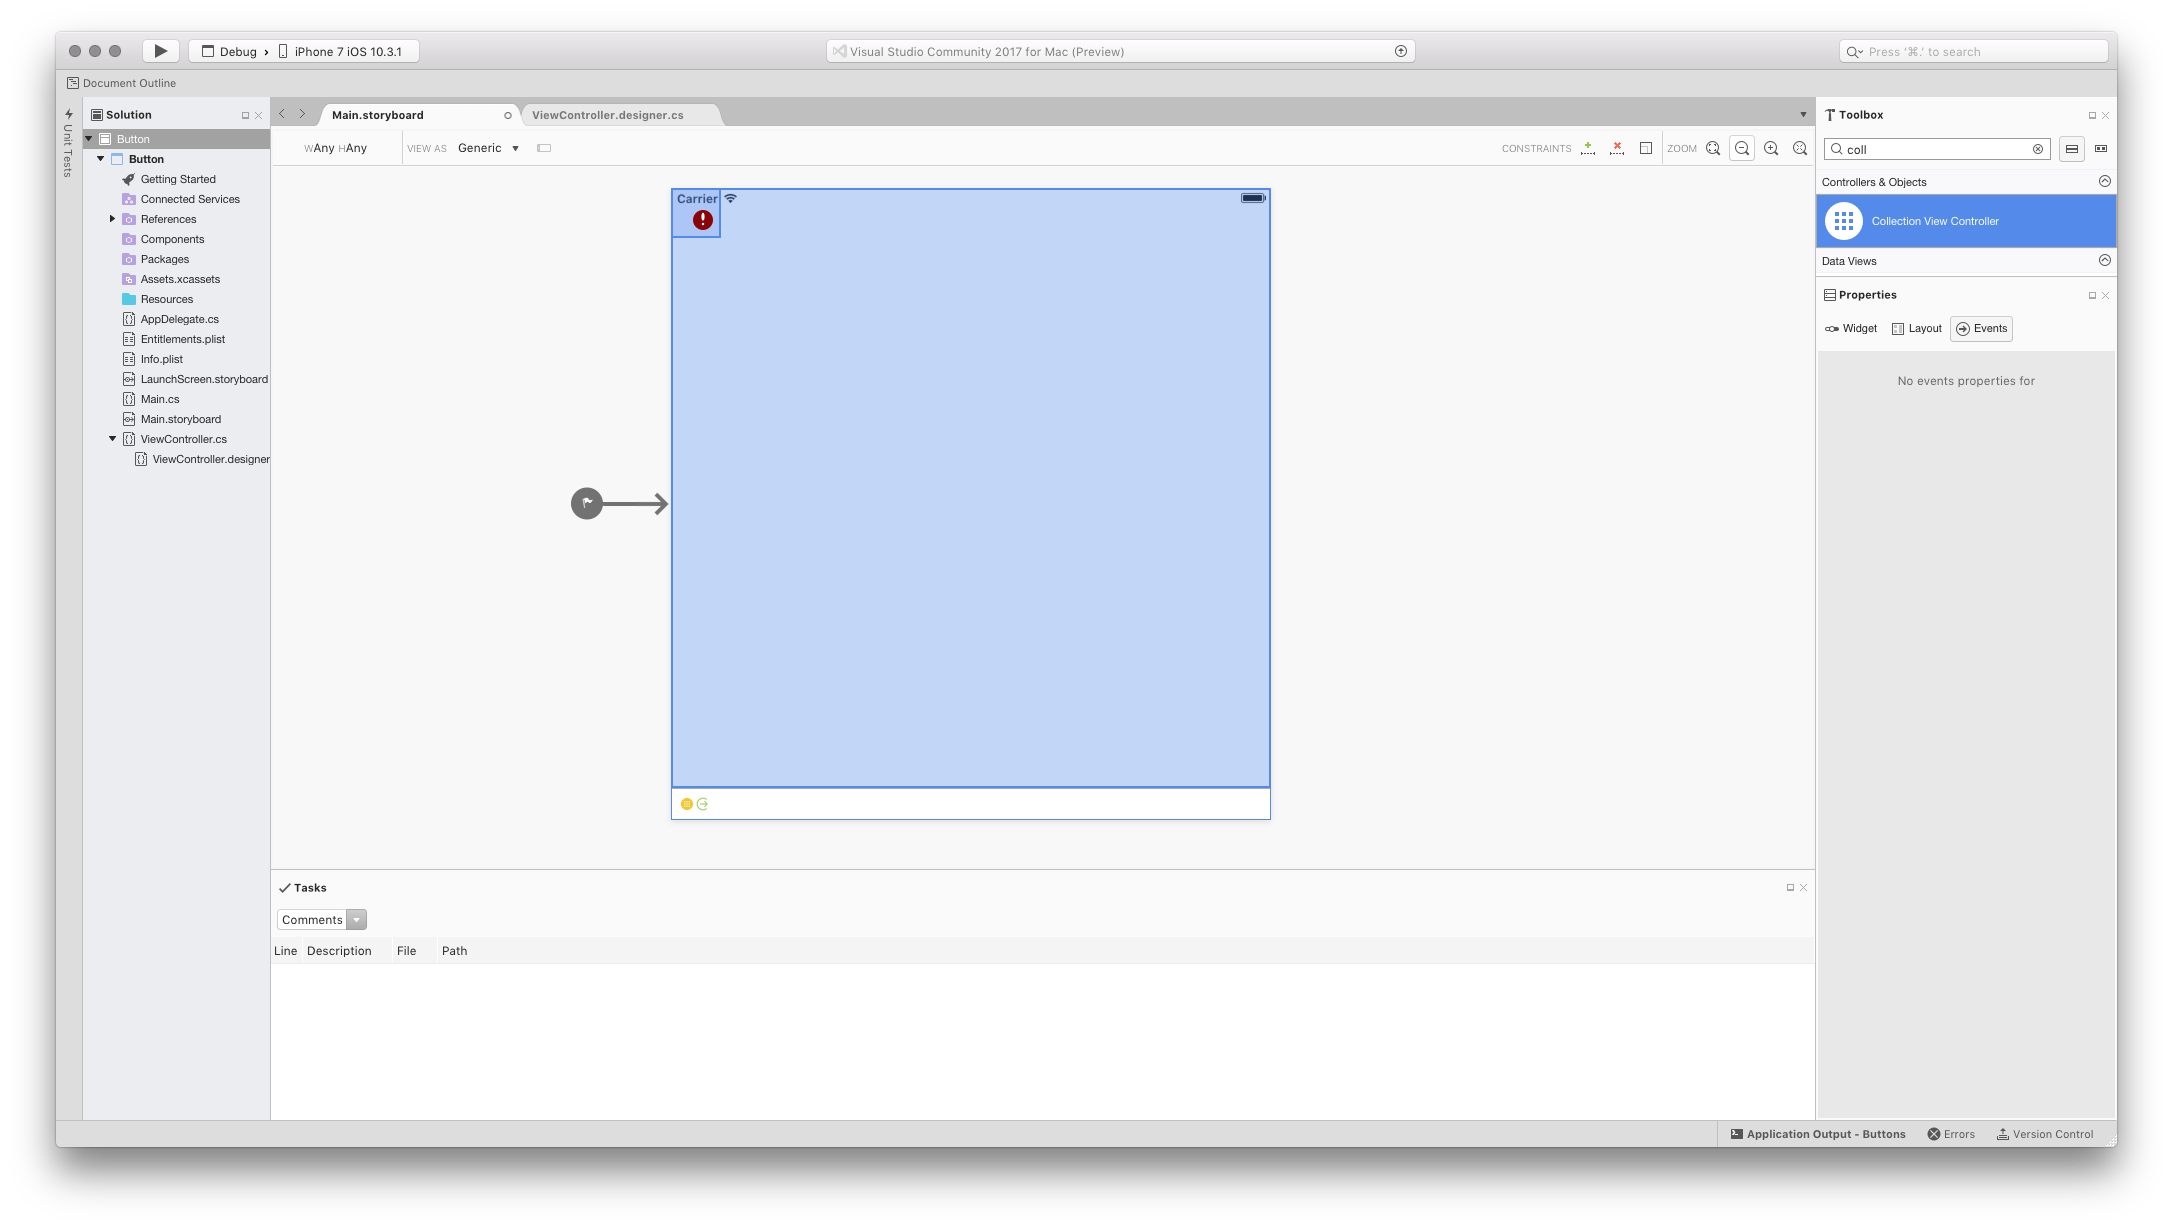 Debug › iPhone 7 iOS 10.3.1
Visual Studio Community 2017 for Mac (Preview)
Press ‘⌘.’ to search
Document Outline
Unit Tests
Solution
Button
Button
Getting Started
Connected Services
References
Components
Packages
Assets.xcassets
Resources
AppDelegate.cs
Entitlements.plist
Info.plist
LaunchScreen.storyboard
Main.cs
Main.storyboard
ViewController.cs
ViewController.designer
Main.storyboard
ViewController.designer.cs
wAny hAny
VIEW AS Generic
CONSTRAINTS
ZOOM
Carrier
Tasks
Comments
Line Description File Path
Toolbox
coll
Controllers & Objects
Collection View Controller
Data Views
Properties
Widget Layout Events
No events properties for
Application Output - Buttons Errors Version Control